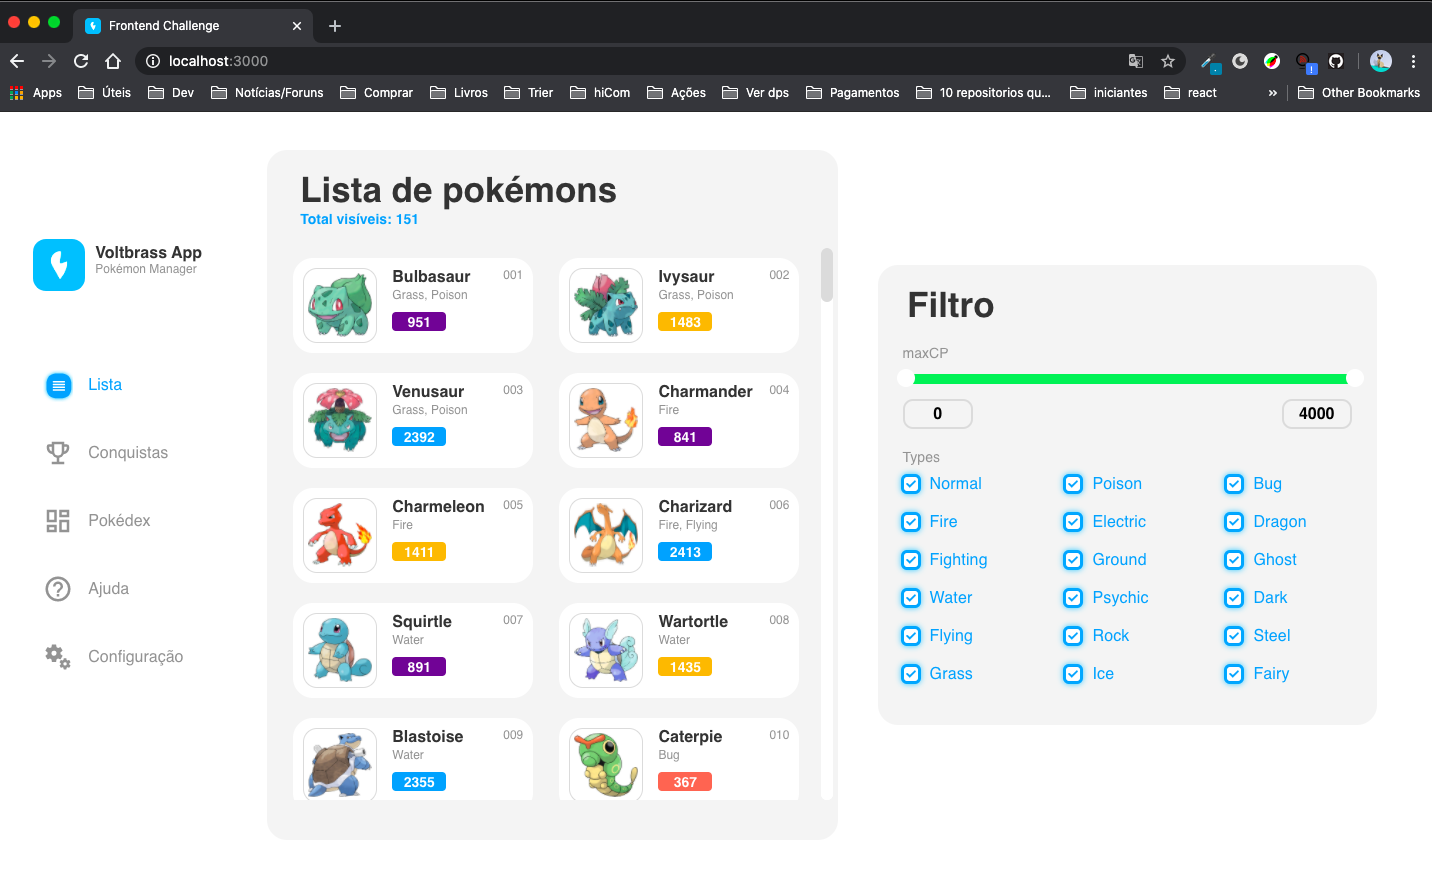 Frontend Challenge
localhost:3000
Apps Úteis Dev Notícias/Foruns Comprar Livros Trier hiCom Ações Ver dps Pagamentos 10 repositorios qu... iniciantes react » Other Bookmarks
Voltbrass App
Pokémon Manager
Lista
Conquistas
Pokédex
Ajuda
Configuração
Lista de pokémons
Total visíveis: 151
Bulbasaur 001
Grass, Poison
951
Ivysaur 002
Grass, Poison
1483
Venusaur 003
Grass, Poison
2392
Charmander 004
Fire
841
Charmeleon 005
Fire
1411
Charizard 006
Fire, Flying
2413
Squirtle 007
Water
891
Wartortle 008
Water
1435
Blastoise 009
Water
2355
Caterpie 010
Bug
367
Filtro
maxCP
0 4000
Types
Normal Poison Bug
Fire Electric Dragon
Fighting Ground Ghost
Water Psychic Dark
Flying Rock Steel
Grass Ice Fairy